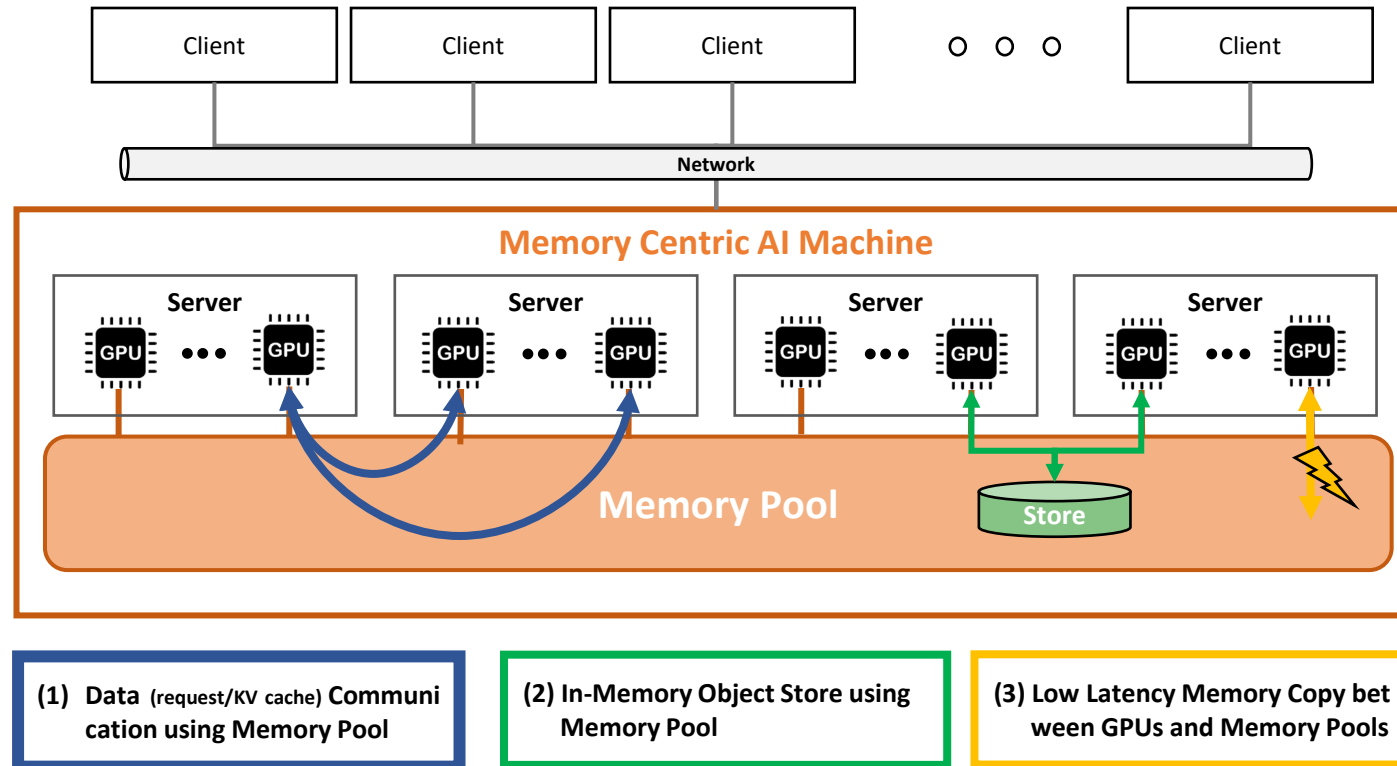 Client Client Client Client
Network
Memory Centric AI Machine
Server Server Server Server
GPU GPU GPU GPU GPU GPU GPU GPU
Memory Pool
Store
(1) Data (request/KV cache) Communi
cation using Memory Pool
(2) In-Memory Object Store using
Memory Pool
(3) Low Latency Memory Copy bet
ween GPUs and Memory Pools